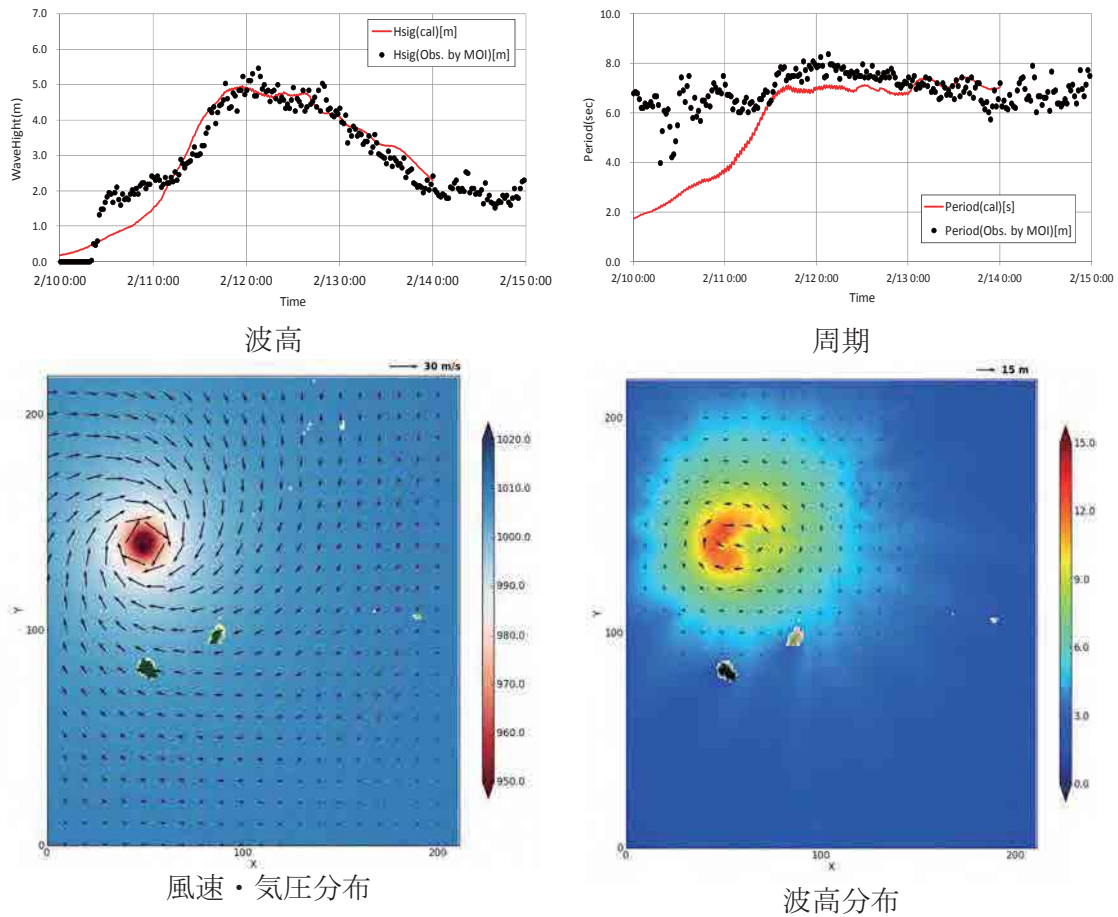 7.0
6.0
5.0
4.0
3.0
2.0
1.0
0.0
WaveHight(m)
Hsig(cal)[m]
Hsig(Obs. by MOI)[m]
2/10 0:00 2/11 0:00 2/12 0:00 2/13 0:00 2/14 0:00 2/15 0:00
Time
波高
10.0
8.0
6.0
4.0
2.0
0.0
Period(sec)
Period(cal)[s]
Period(Obs. by MOI)[m]
2/10 0:00 2/11 0:00 2/12 0:00 2/13 0:00 2/14 0:00 2/15 0:00
Time
周期
30 m/s
200
100
0
Y
100 200
X
1020.0
1010.0
1000.0
990.0
980.0
970.0
960.0
950.0
風速・気圧分布
15 m
200
100
0
Y
0 100 200
X
15.0
12.0
9.0
6.0
3.0
0.0
波高分布